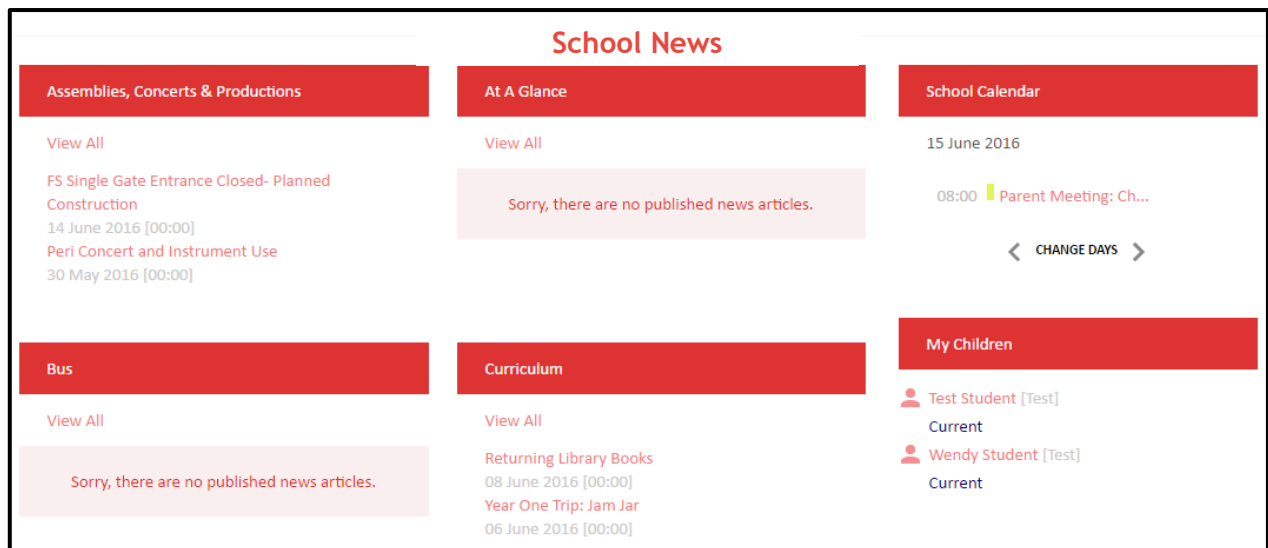 School News
Assemblies, Concerts & Productions
View All
FS Single Gate Entrance Closed- Planned
Construction
14 June 2016 [00:00]
Peri Concert and Instrument Use
30 May 2016 [00:00]
At A Glance
View All
Sorry, there are no published news articles.
School Calendar
15 June 2016
08:00 Parent Meeting: Ch...
CHANGE DAYS
Bus
View All
Sorry, there are no published news articles.
Curriculum
View All
Returning Library Books
08 June 2016 [00:00]
Year One Trip: Jam Jar
06 June 2016 [00:00]
My Children
Test Student [Test]
Current
Wendy Student [Test]
Current